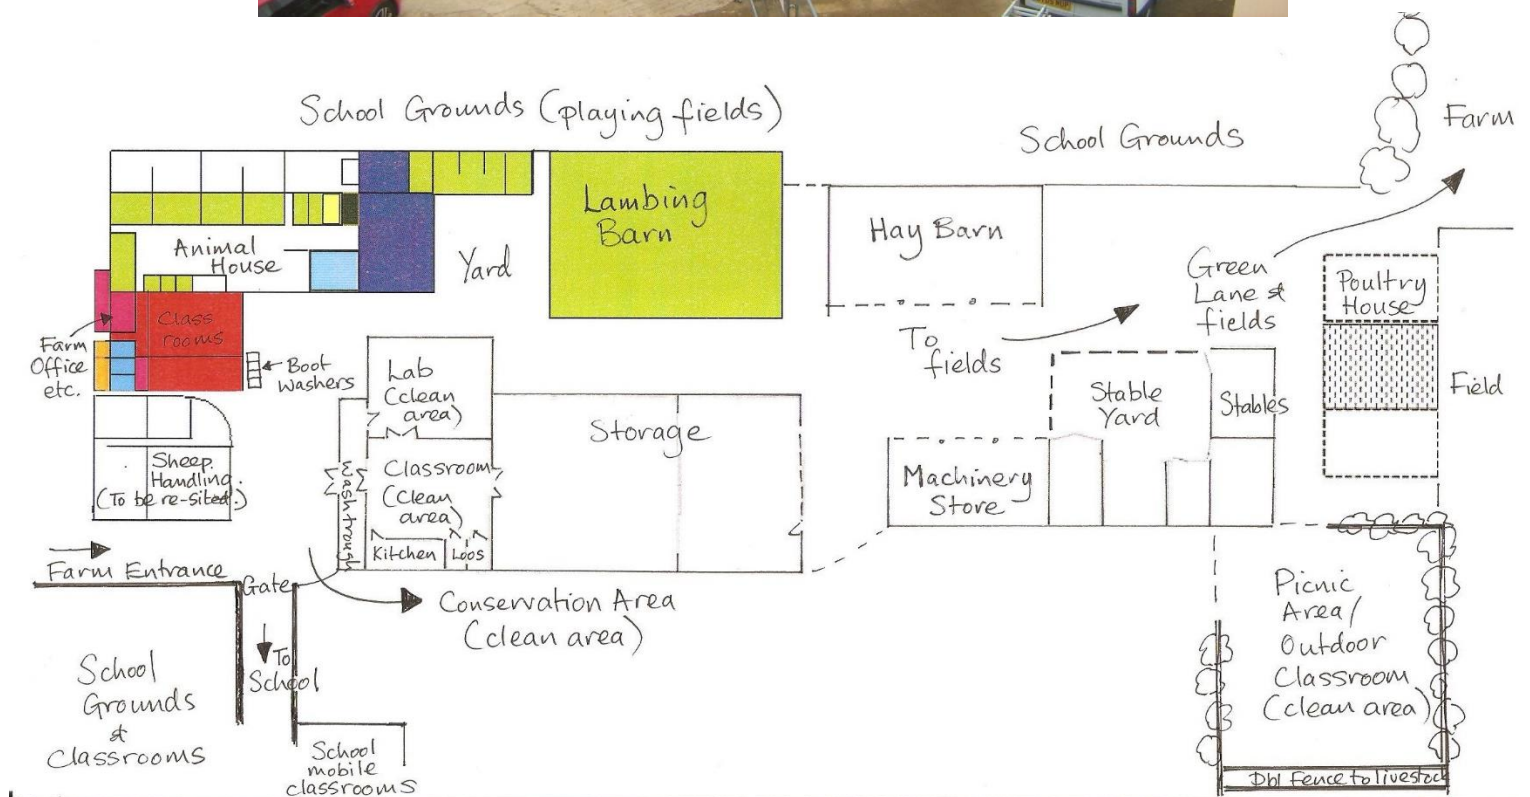 School Grounds (playing fields)
School Grounds
Farm
Lambing
Barn
Hay Barn
Animal
House
Yard
Green
Lane &
fields
Poultry
House
Class
rooms
Farm
Office
etc.
Boot
Washers
To
fields
Lab
(clean
area)
Storage
Stable
Yard
Stables
Field
Sheep
Handling
(To be re-sited.)
Wash trough
Classroom
(clean
area)
Machinery
Store
Kitchen
Loos
Farm Entrance
Gate
Conservation Area
(clean area)
Picnic
Area/
Outdoor
Classroom
(clean area)
To
School
School
Grounds
&
Classrooms
School
mobile
classrooms
Dbl Fence to livestock